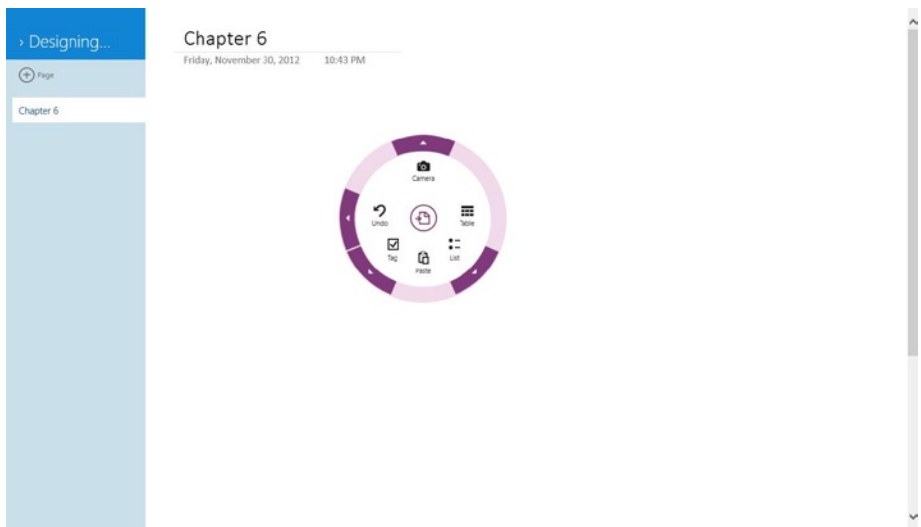 › Designing...
Page
Chapter 6
Chapter 6
Friday, November 30, 2012 10:43 PM
Camera
Undo
Table
Tag
List
Paste